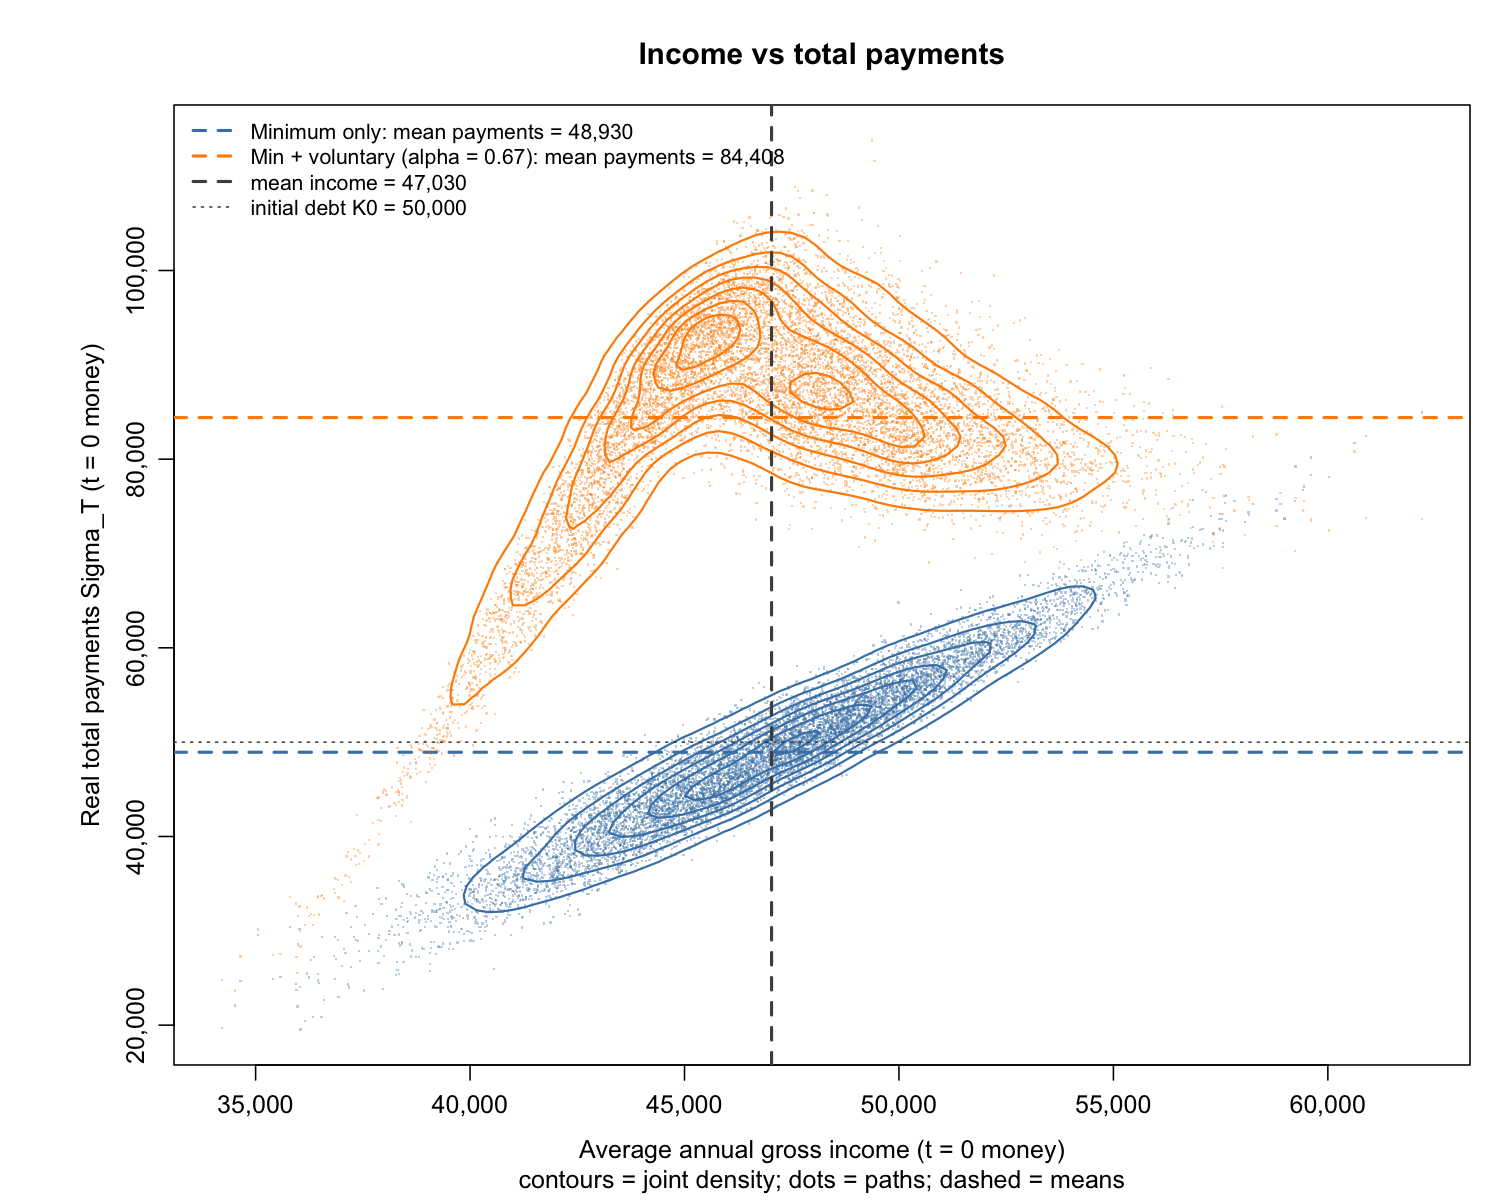 Income vs total payments
Minimum only: mean payments = 48,930
Min + voluntary (alpha = 0.67): mean payments = 84,408
mean income = 47,030
initial debt K0 = 50,000
Real total payments Sigma_T (t = 0 money)
100,000
80,000
60,000
40,000
20,000
35,000 40,000 45,000 50,000 55,000 60,000
Average annual gross income (t = 0 money)
contours = joint density; dots = paths; dashed = means